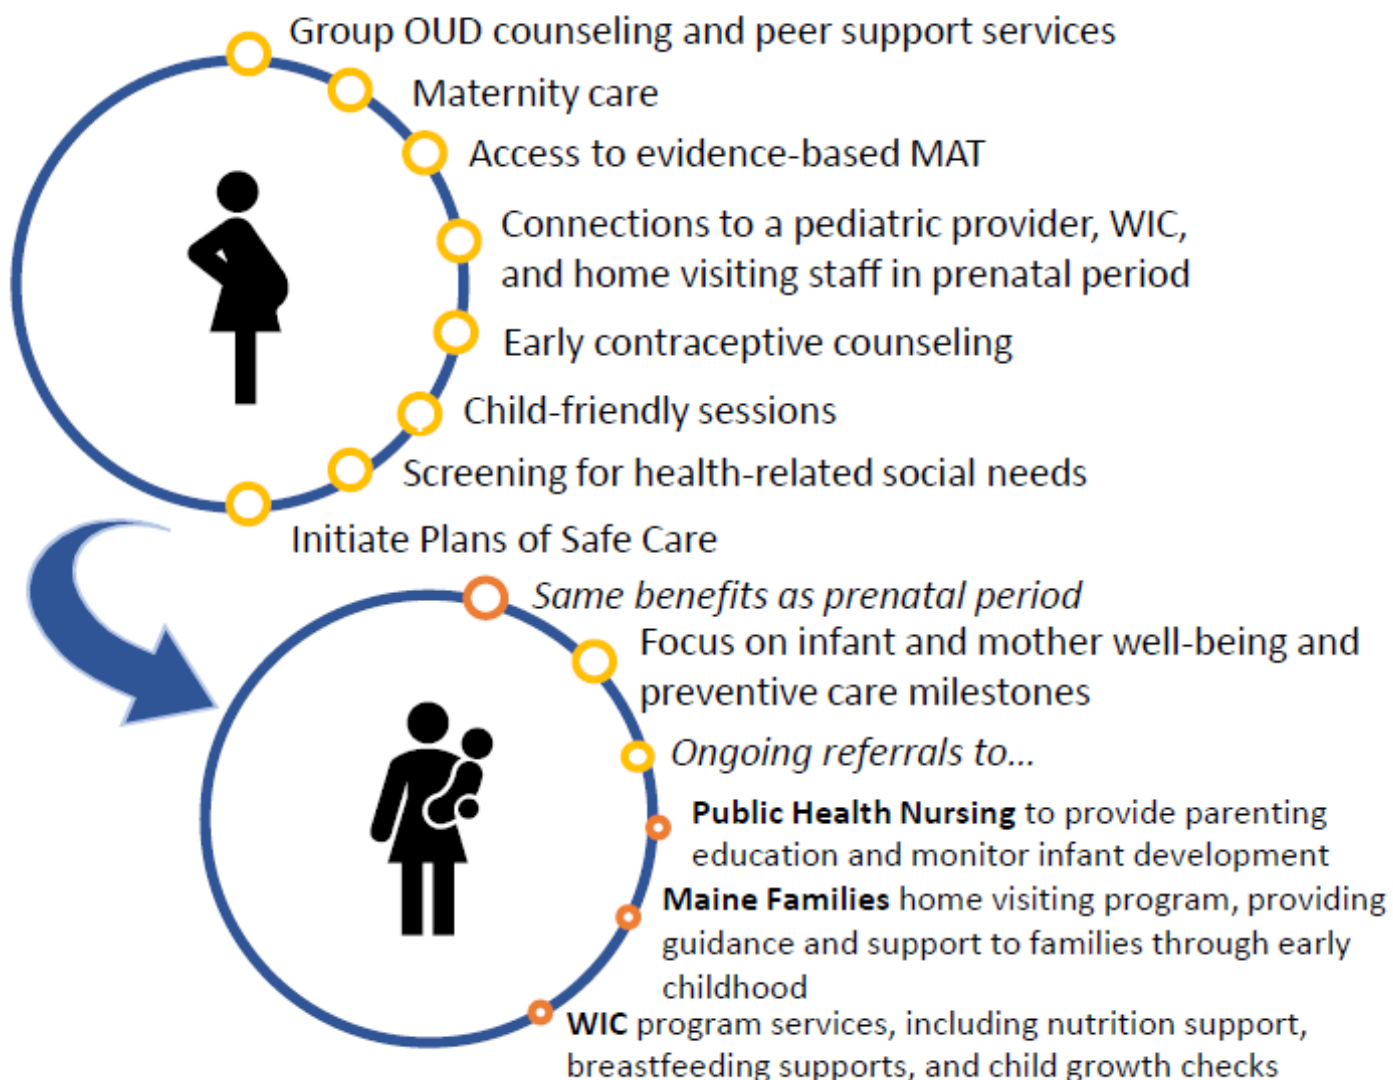 Group OUD counseling and peer support services
Maternity care
Access to evidence-based MAT
Connections to a pediatric provider, WIC,
and home visiting staff in prenatal period
Early contraceptive counseling
Child-friendly sessions
Screening for health-related social needs
Initiate Plans of Safe Care
Same benefits as prenatal period
Focus on infant and mother well-being and
preventive care milestones
Ongoing referrals to...
Public Health Nursing to provide parenting
education and monitor infant development
Maine Families home visiting program, providing
guidance and support to families through early
childhood
WIC program services, including nutrition support,
breastfeeding supports, and child growth checks